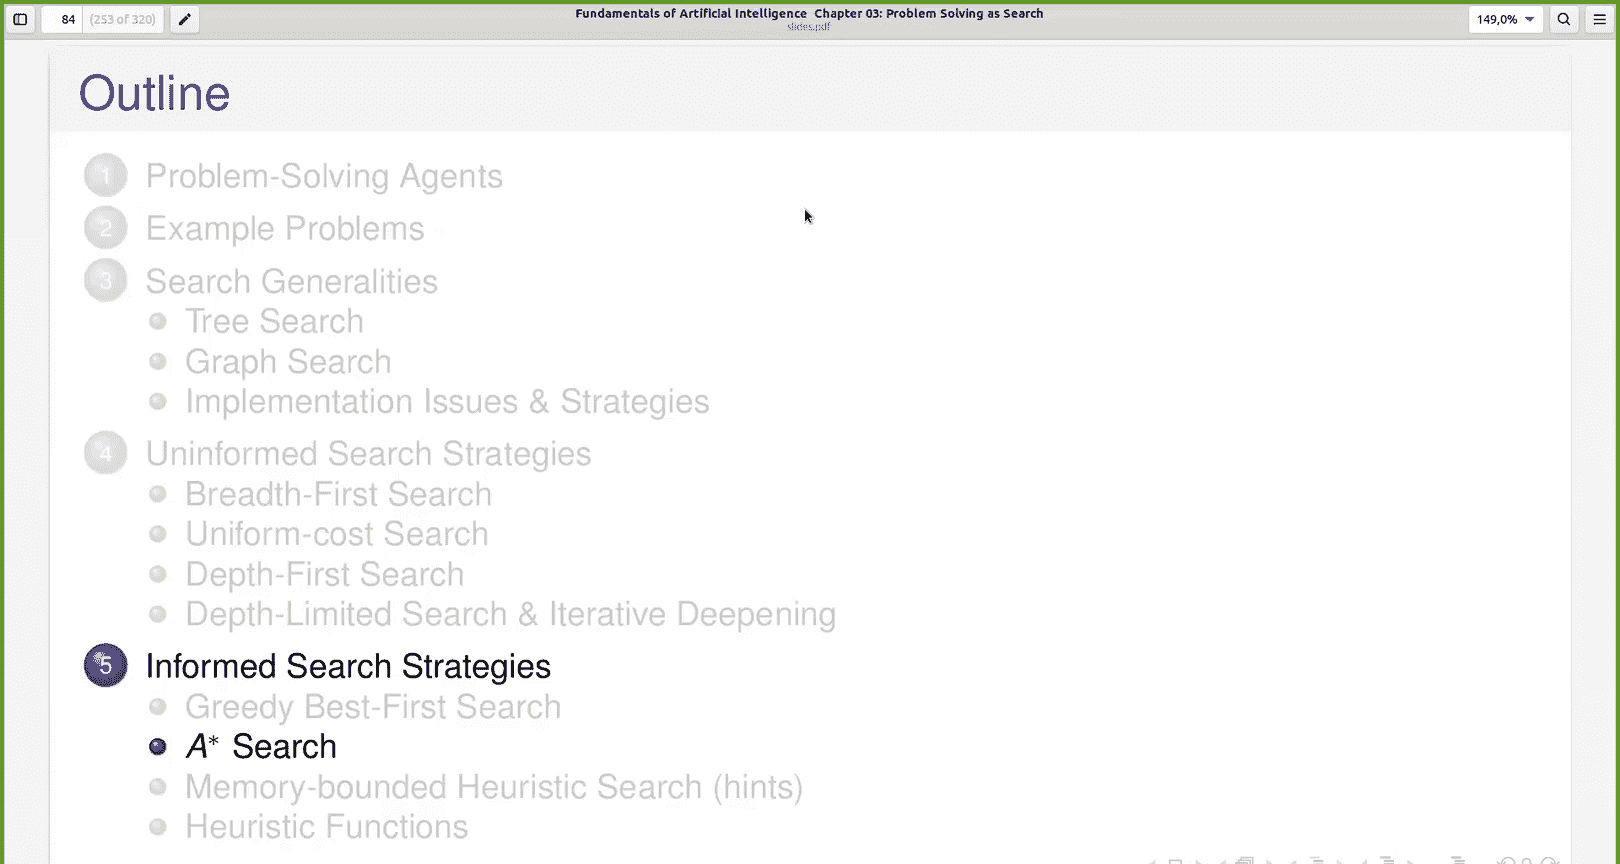 84 (253 of 320)
Fundamentals of Artificial Intelligence Chapter 03: Problem Solving as Search
slides.pdf
149,0%
Outline
1 Problem-Solving Agents
2 Example Problems
3 Search Generalities
Tree Search
Graph Search
Implementation Issues & Strategies
4 Uninformed Search Strategies
Breadth-First Search
Uniform-cost Search
Depth-First Search
Depth-Limited Search & Iterative Deepening
5 Informed Search Strategies
Greedy Best-First Search
A* Search
Memory-bounded Heuristic Search (hints)
Heuristic Functions